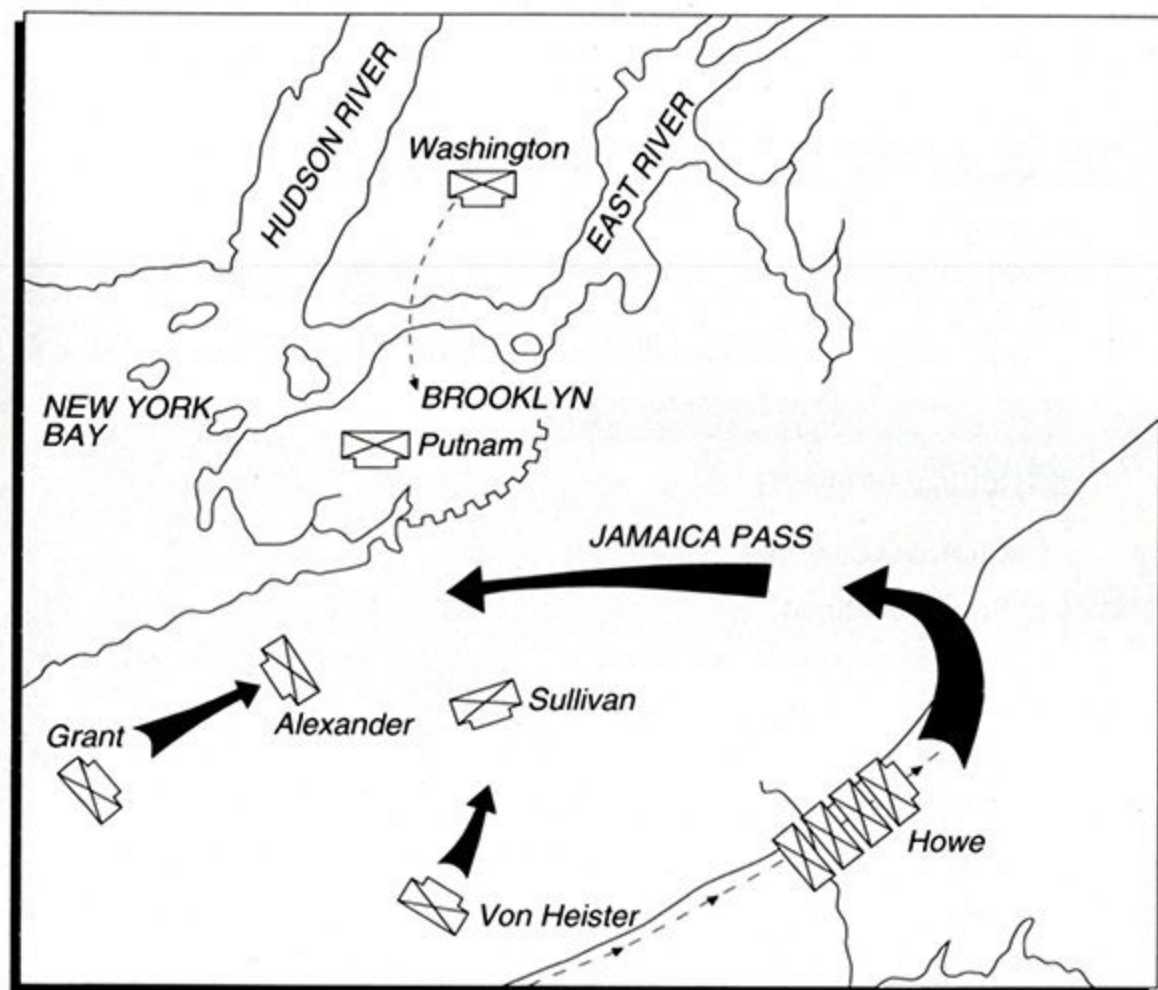 HUDSON RIVER
Washington
EAST RIVER
NEW YORK
BAY
BROOKLYN
Putnam
JAMAICA PASS
Grant
Alexander
Sullivan
Von Heister
Howe